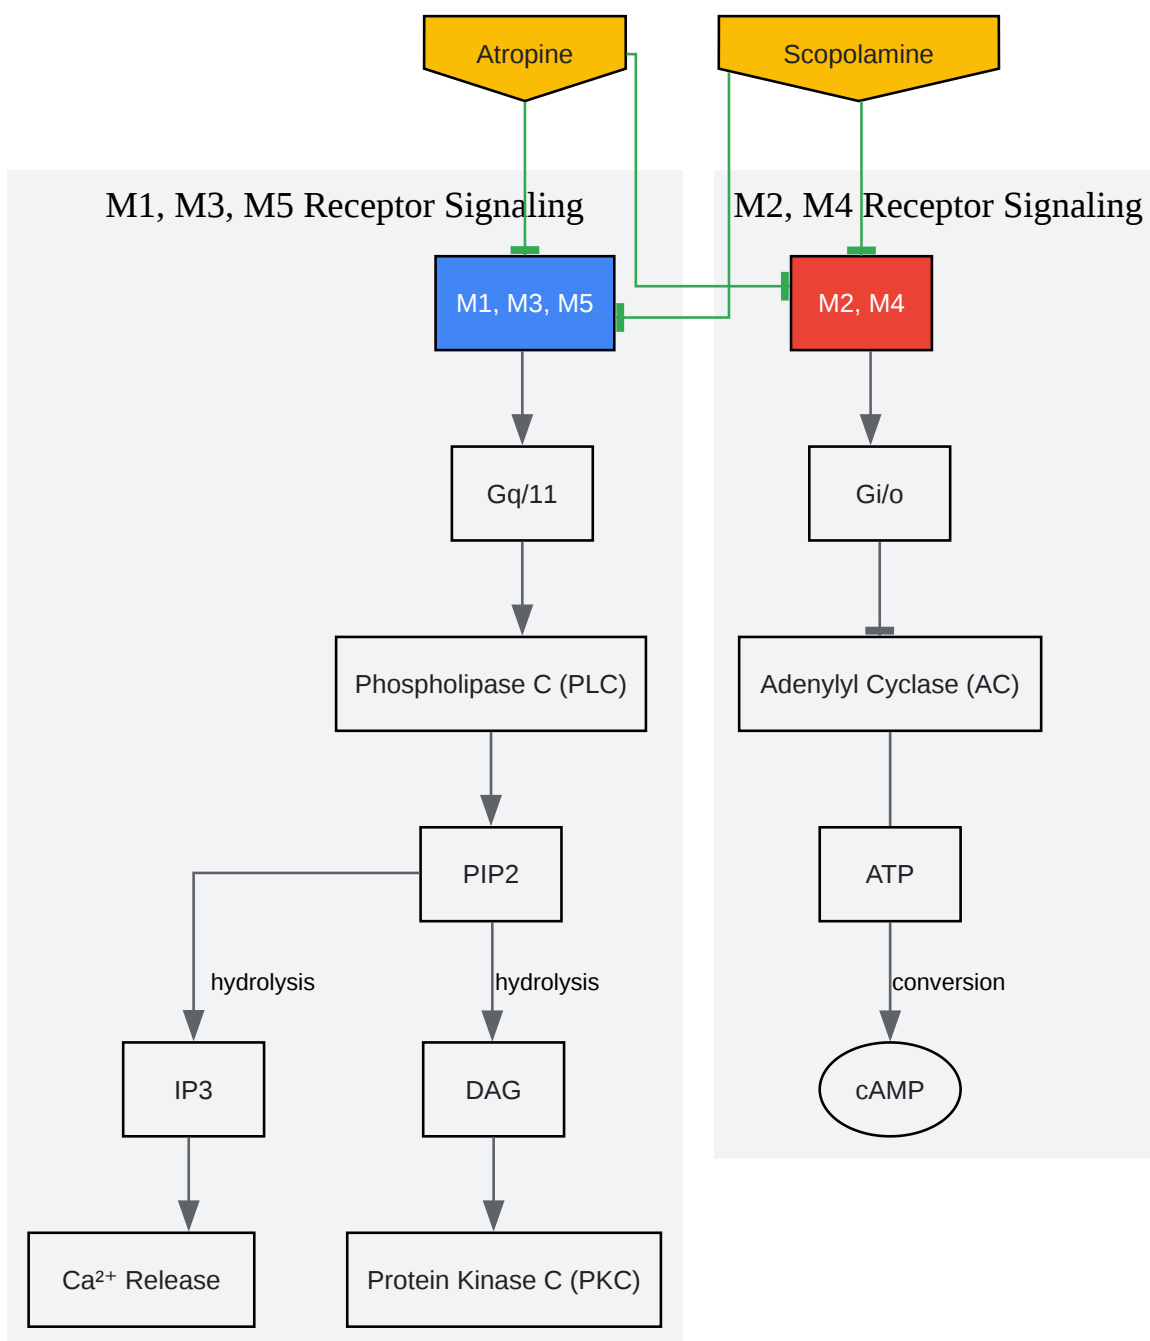 Atropine
Scopolamine
M1, M3, M5 Receptor Signaling
M2, M4 Receptor Signaling
M1, M3, M5
M2, M4
Gq/11
Gi/o
Phospholipase C (PLC)
Adenylyl Cyclase (AC)
PIP2
ATP
hydrolysis
hydrolysis
conversion
IP3
DAG
cAMP
Ca²⁺ Release
Protein Kinase C (PKC)